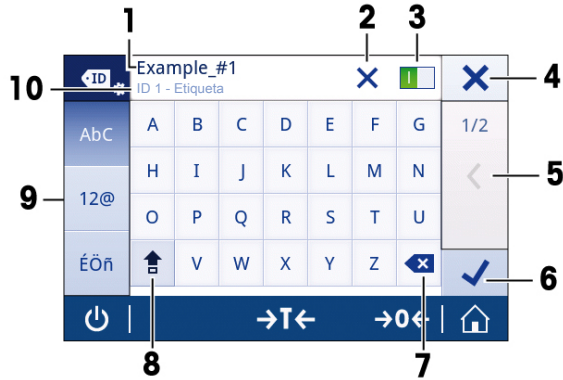 1
2
3
ID
Example_#1
10
ID 1 - Etiqueta
4
AbC
A B C D E F G
1/2
H I J K L M N
5
9
12@
O P Q R S T U
ÉÖñ
V W X Y Z
6
→T←
→0←
8
7